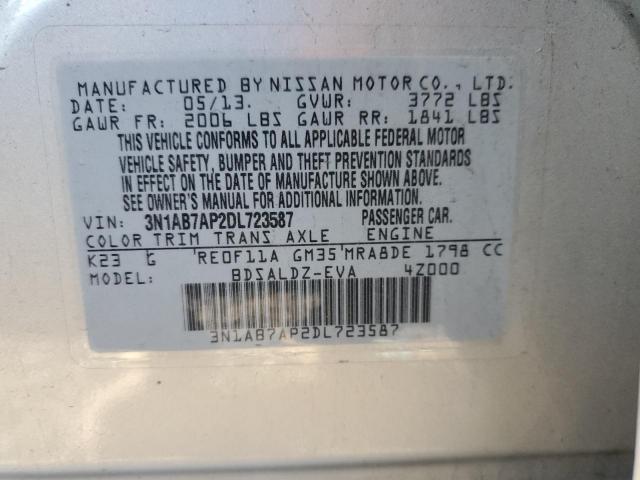 MANUFACTURED BY NISSAN MOTOR CO., LTD.
DATE: 05/13. GVWR: 3772 LBS
GAWR FR: 2006 LBS GAWR RR: 1841 LBS
THIS VEHICLE CONFORMS TO ALL APPLICABLE FEDERAL MOTOR
VEHICLE SAFETY, BUMPER AND THEFT PREVENTION STANDARDS
IN EFFECT ON THE DATE OF MANUFACTURE SHOWN ABOVE.
SEE OWNER'S MANUAL FOR ADDITIONAL INFORMATION.
VIN: 3N1AB7AP2DL723587 PASSENGER CAR.
COLOR TRIM TRANS AXLE ENGINE
K23 G RE0F11A GM35 MRA8DE 1798 CC
MODEL: BDSALDZ-EVA 4Z000
3N1AB7AP2DL723587